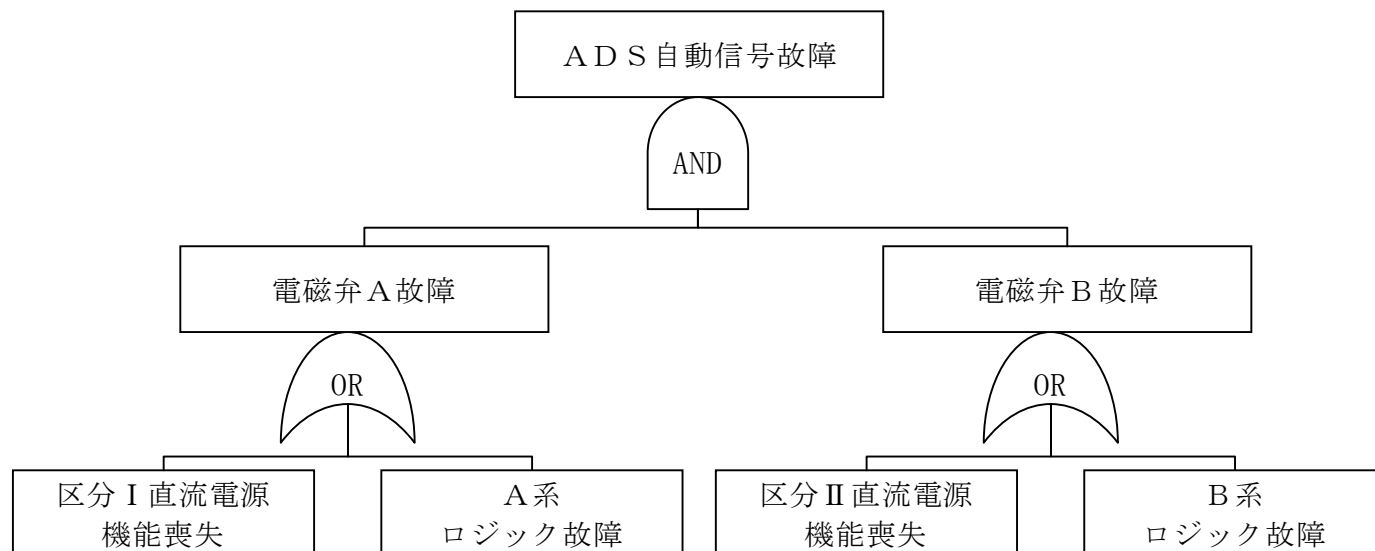 ＡＤＳ自動信号故障
AND
電磁弁Ａ故障
電磁弁Ｂ故障
OR
OR
区分Ⅰ直流電源
機能喪失
Ａ系
ロジック故障
区分Ⅱ直流電源
機能喪失
Ｂ系
ロジック故障